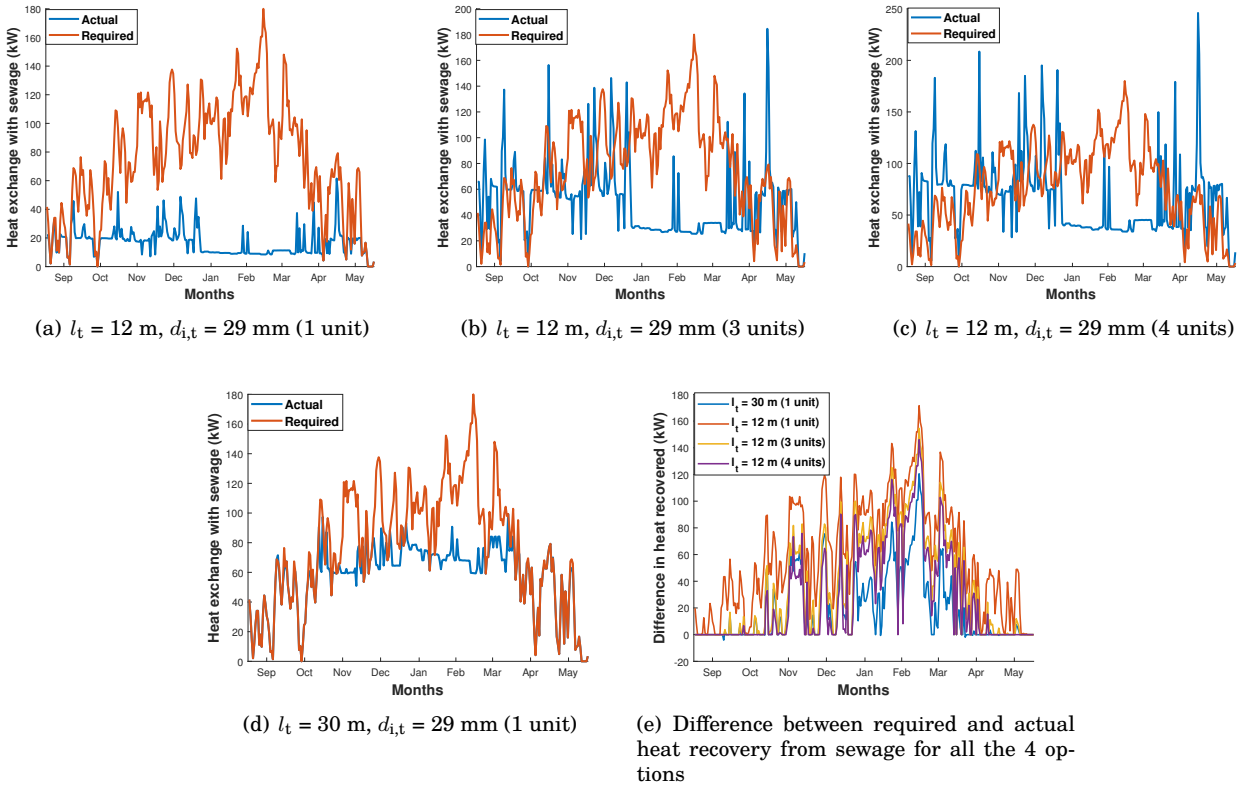 Heat exchange with sewage (kW)
180
160
140
120
100
80
60
40
20
0
Actual
Required
Sep Oct Nov Dec Jan Feb Mar Apr May
Months
(a) lt = 12 m, di,t = 29 mm (1 unit)
Heat exchange with sewage (kW)
200
180
160
140
120
100
80
60
40
20
0
Actual
Required
Sep Oct Nov Dec Jan Feb Mar Apr May
Months
(b) lt = 12 m, di,t = 29 mm (3 units)
Heat exchange with sewage (kW)
250
200
150
100
50
0
Actual
Required
Sep Oct Nov Dec Jan Feb Mar Apr May
Months
(c) lt = 12 m, di,t = 29 mm (4 units)
Heat exchange with sewage (kW)
180
160
140
120
100
80
60
40
20
0
Actual
Required
Sep Oct Nov Dec Jan Feb Mar Apr May
Months
(d) lt = 30 m, di,t = 29 mm (1 unit)
Difference in heat recovered (kW)
180
160
140
120
100
80
60
40
20
0
-20
lt = 30 m (1 unit)
lt = 12 m (1 unit)
lt = 12 m (3 units)
lt = 12 m (4 units)
Sep Oct Nov Dec Jan Feb Mar Apr May
Months
(e) Difference between required and actual
heat recovery from sewage for all the 4 op-
tions